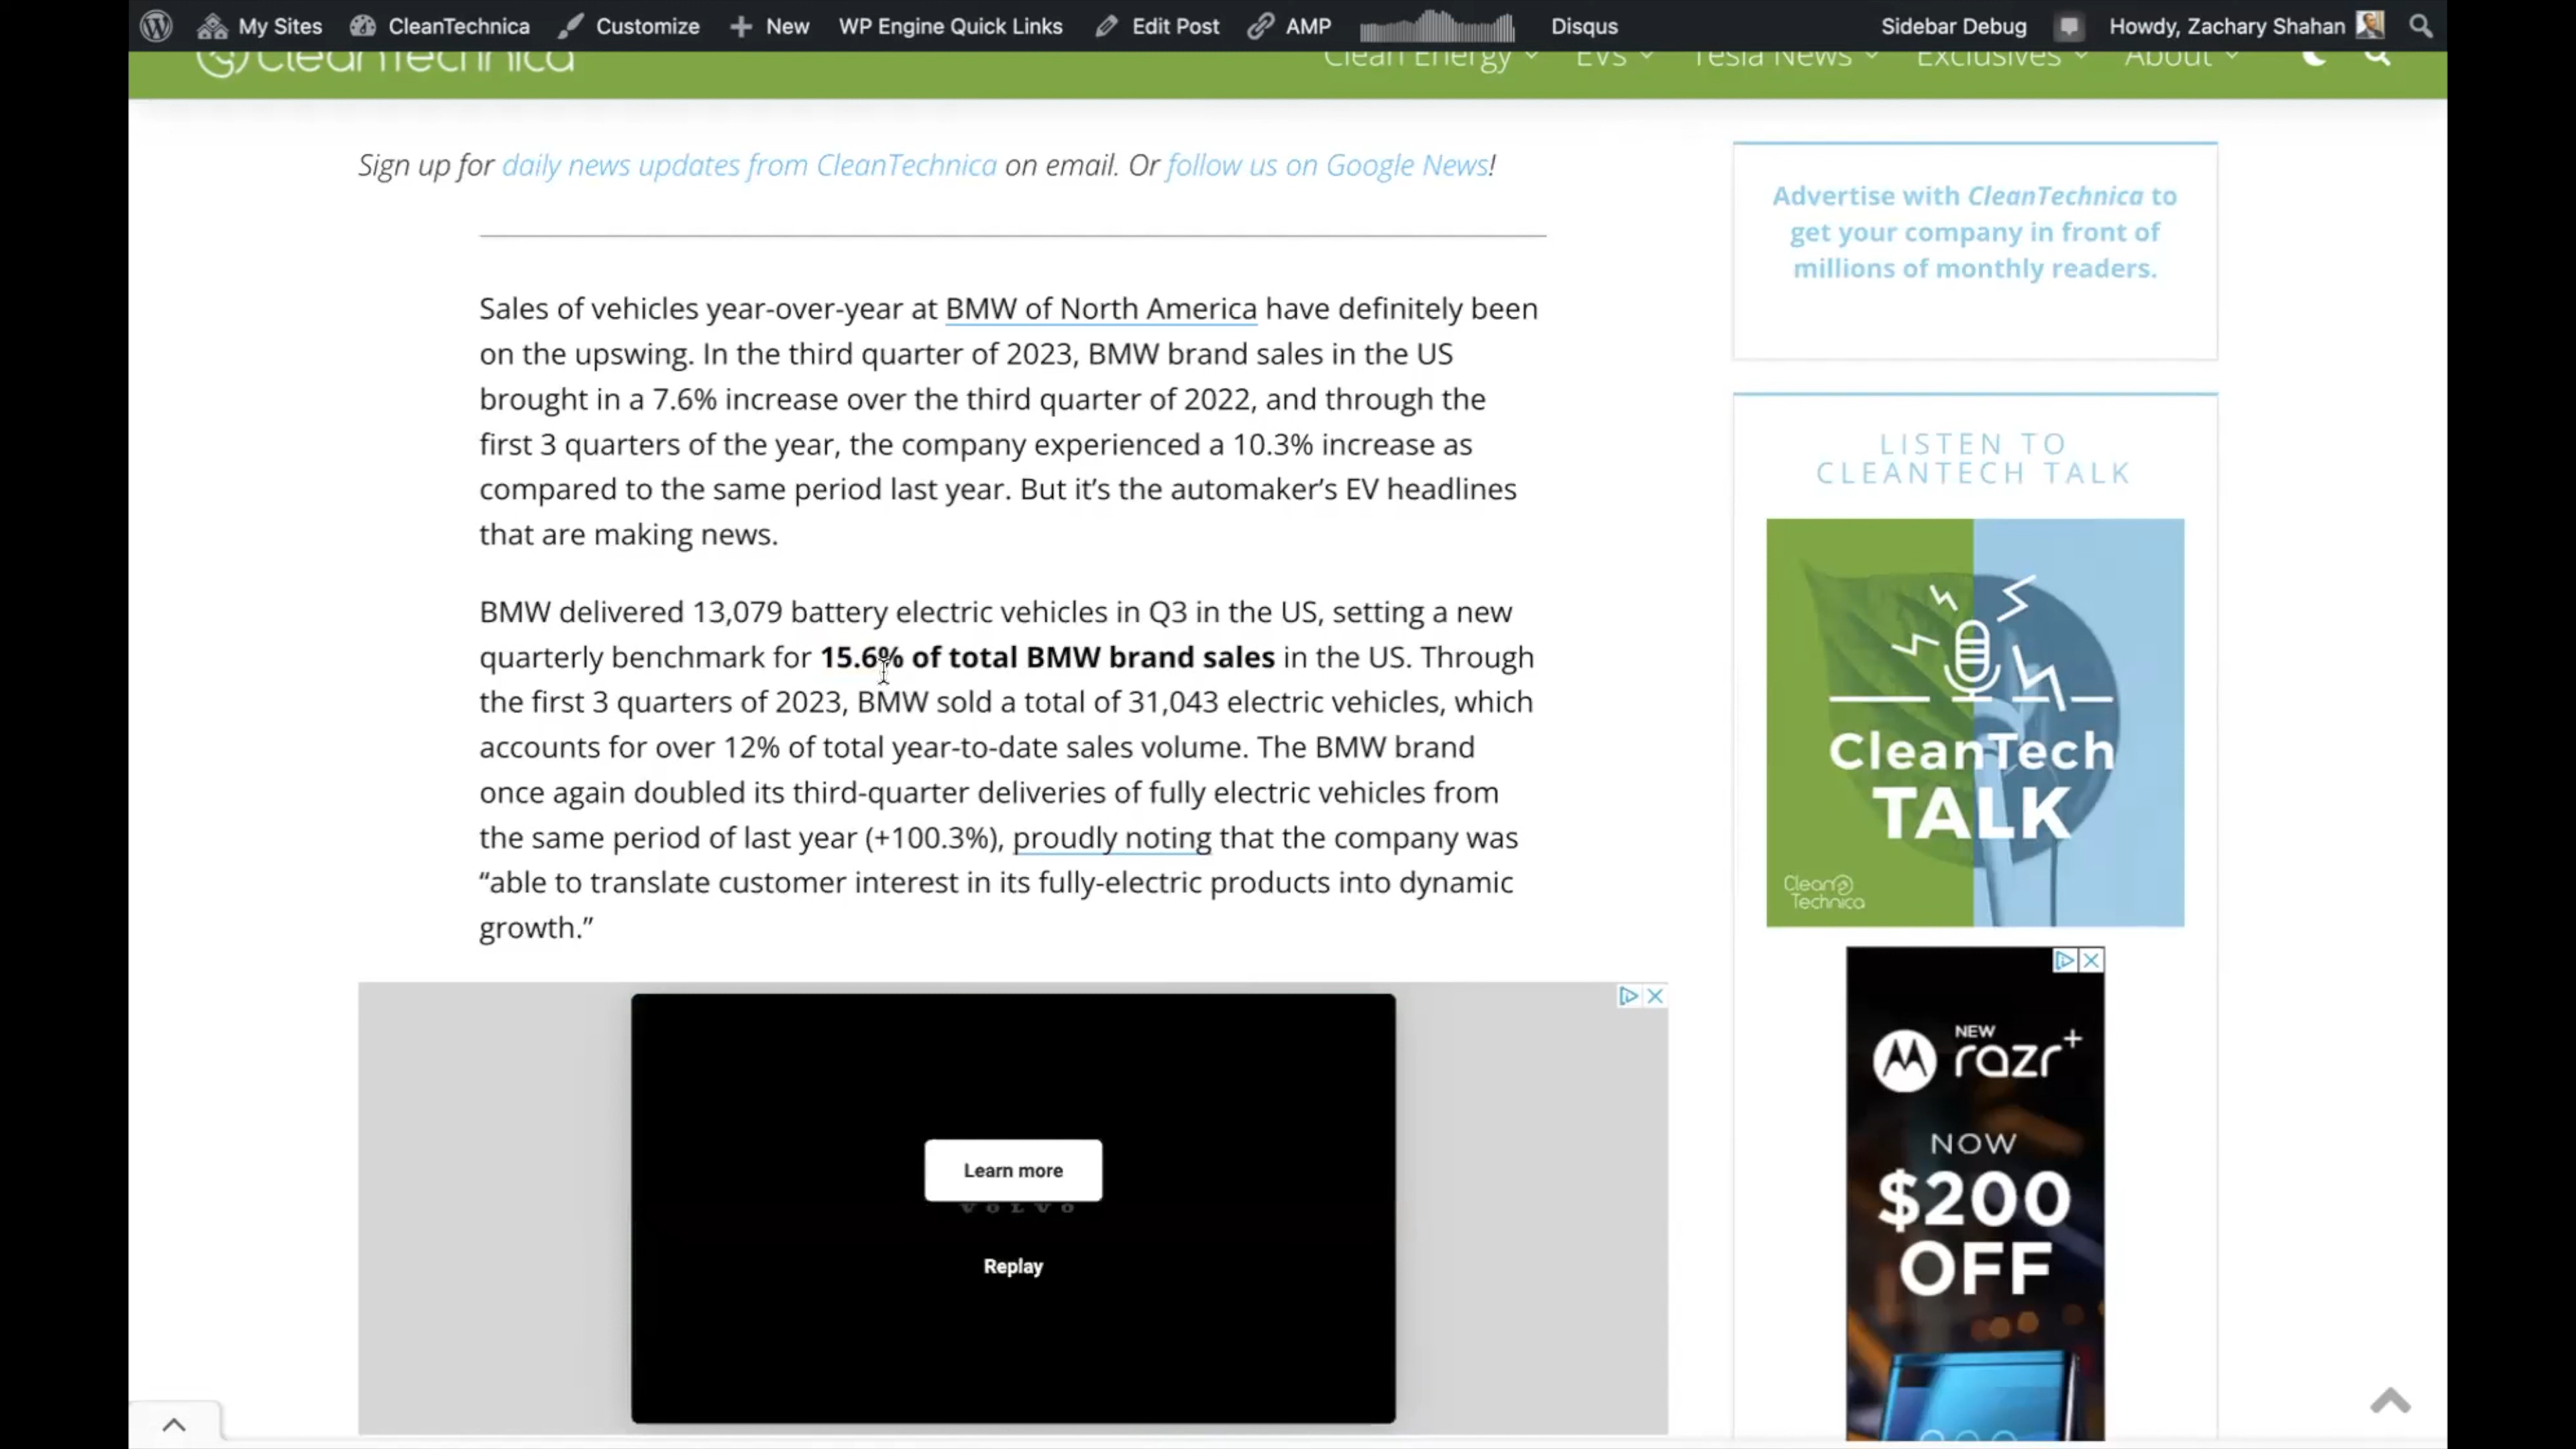 My Sites CleanTechnica Customize New WP Engine Quick Links Edit Post AMP Disqus Sidebar Debug Howdy, Zachary Shahan
CleanTechnica Clean Energy EVs Tesla News Exclusives About
Sign up for daily news updates from CleanTechnica on email. Or follow us on Google News!
Sales of vehicles year-over-year at BMW of North America have definitely been
on the upswing. In the third quarter of 2023, BMW brand sales in the US
brought in a 7.6% increase over the third quarter of 2022, and through the
first 3 quarters of the year, the company experienced a 10.3% increase as
compared to the same period last year. But it’s the automaker’s EV headlines
that are making news.
BMW delivered 13,079 battery electric vehicles in Q3 in the US, setting a new
quarterly benchmark for 15.6% of total BMW brand sales in the US. Through
the first 3 quarters of 2023, BMW sold a total of 31,043 electric vehicles, which
accounts for over 12% of total year-to-date sales volume. The BMW brand
once again doubled its third-quarter deliveries of fully electric vehicles from
the same period of last year (+100.3%), proudly noting that the company was
“able to translate customer interest in its fully-electric products into dynamic
growth.”
Learn more
VOLVO
Replay
Advertise with CleanTechnica to
get your company in front of
millions of monthly readers.
LISTEN TO
CLEANTECH TALK
CleanTech
TALK
Clean
Technica
NEW
razr+
NOW
$200
OFF